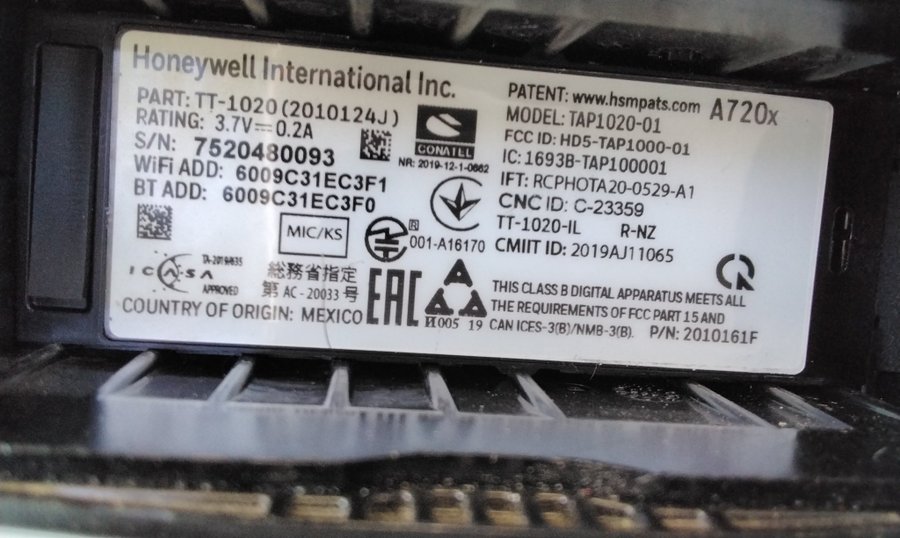 Honeywell International Inc.
PART: TT-1020 (2010124J)
RATING: 3.7V⎓0.2A
S/N: 7520480093
WiFi ADD: 6009C31EC3F1
BT ADD: 6009C31EC3F0
CONATEL
NR: 2019-12-1-0662
PATENT: www.hsmpats.com A720x
MODEL: TAP1020-01
FCC ID: HD5-TAP1000-01
IC: 1693B-TAP100001
IFT: RCPHOTA20-0529-A1
CNC ID: C-23359
TT-1020-IL R-NZ
CMIIT ID: 2019AJ11065
MIC/KS
R 001-A16170
TA-2019/635
ICASA
APPROVED
総務省指定
第 AC-20033 号
EAC
И005 19
COUNTRY OF ORIGIN: MEXICO
THIS CLASS B DIGITAL APPARATUS MEETS ALL
THE REQUIREMENTS OF FCC PART 15 AND
CAN ICES-3(B)/NMB-3(B). P/N: 2010161F